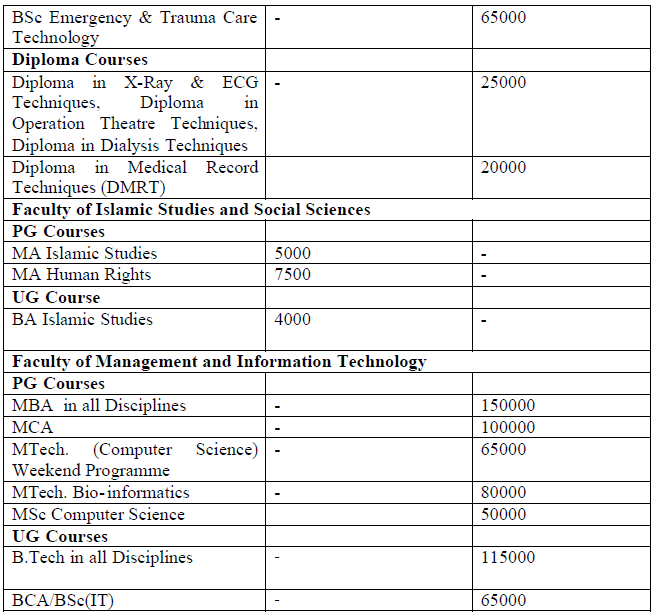 BSc Emergency & Trauma Care - 65000
Technology
Diploma Courses
Diploma in X-Ray & ECG - 25000
Techniques, Diploma in
Operation Theatre Techniques,
Diploma in Dialysis Techniques
Diploma in Medical Record 20000
Techniques (DMRT)
Faculty of Islamic Studies and Social Sciences
PG Courses
MA Islamic Studies 5000 -
MA Human Rights 7500 -
UG Course
BA Islamic Studies 4000 -
Faculty of Management and Information Technology
PG Courses
MBA in all Disciplines - 150000
MCA - 100000
MTech. (Computer Science) - 65000
Weekend Programme
MTech. Bio-informatics - 80000
MSc Computer Science 50000
UG Courses
B.Tech in all Disciplines - 115000
BCA/BSc(IT) - 65000